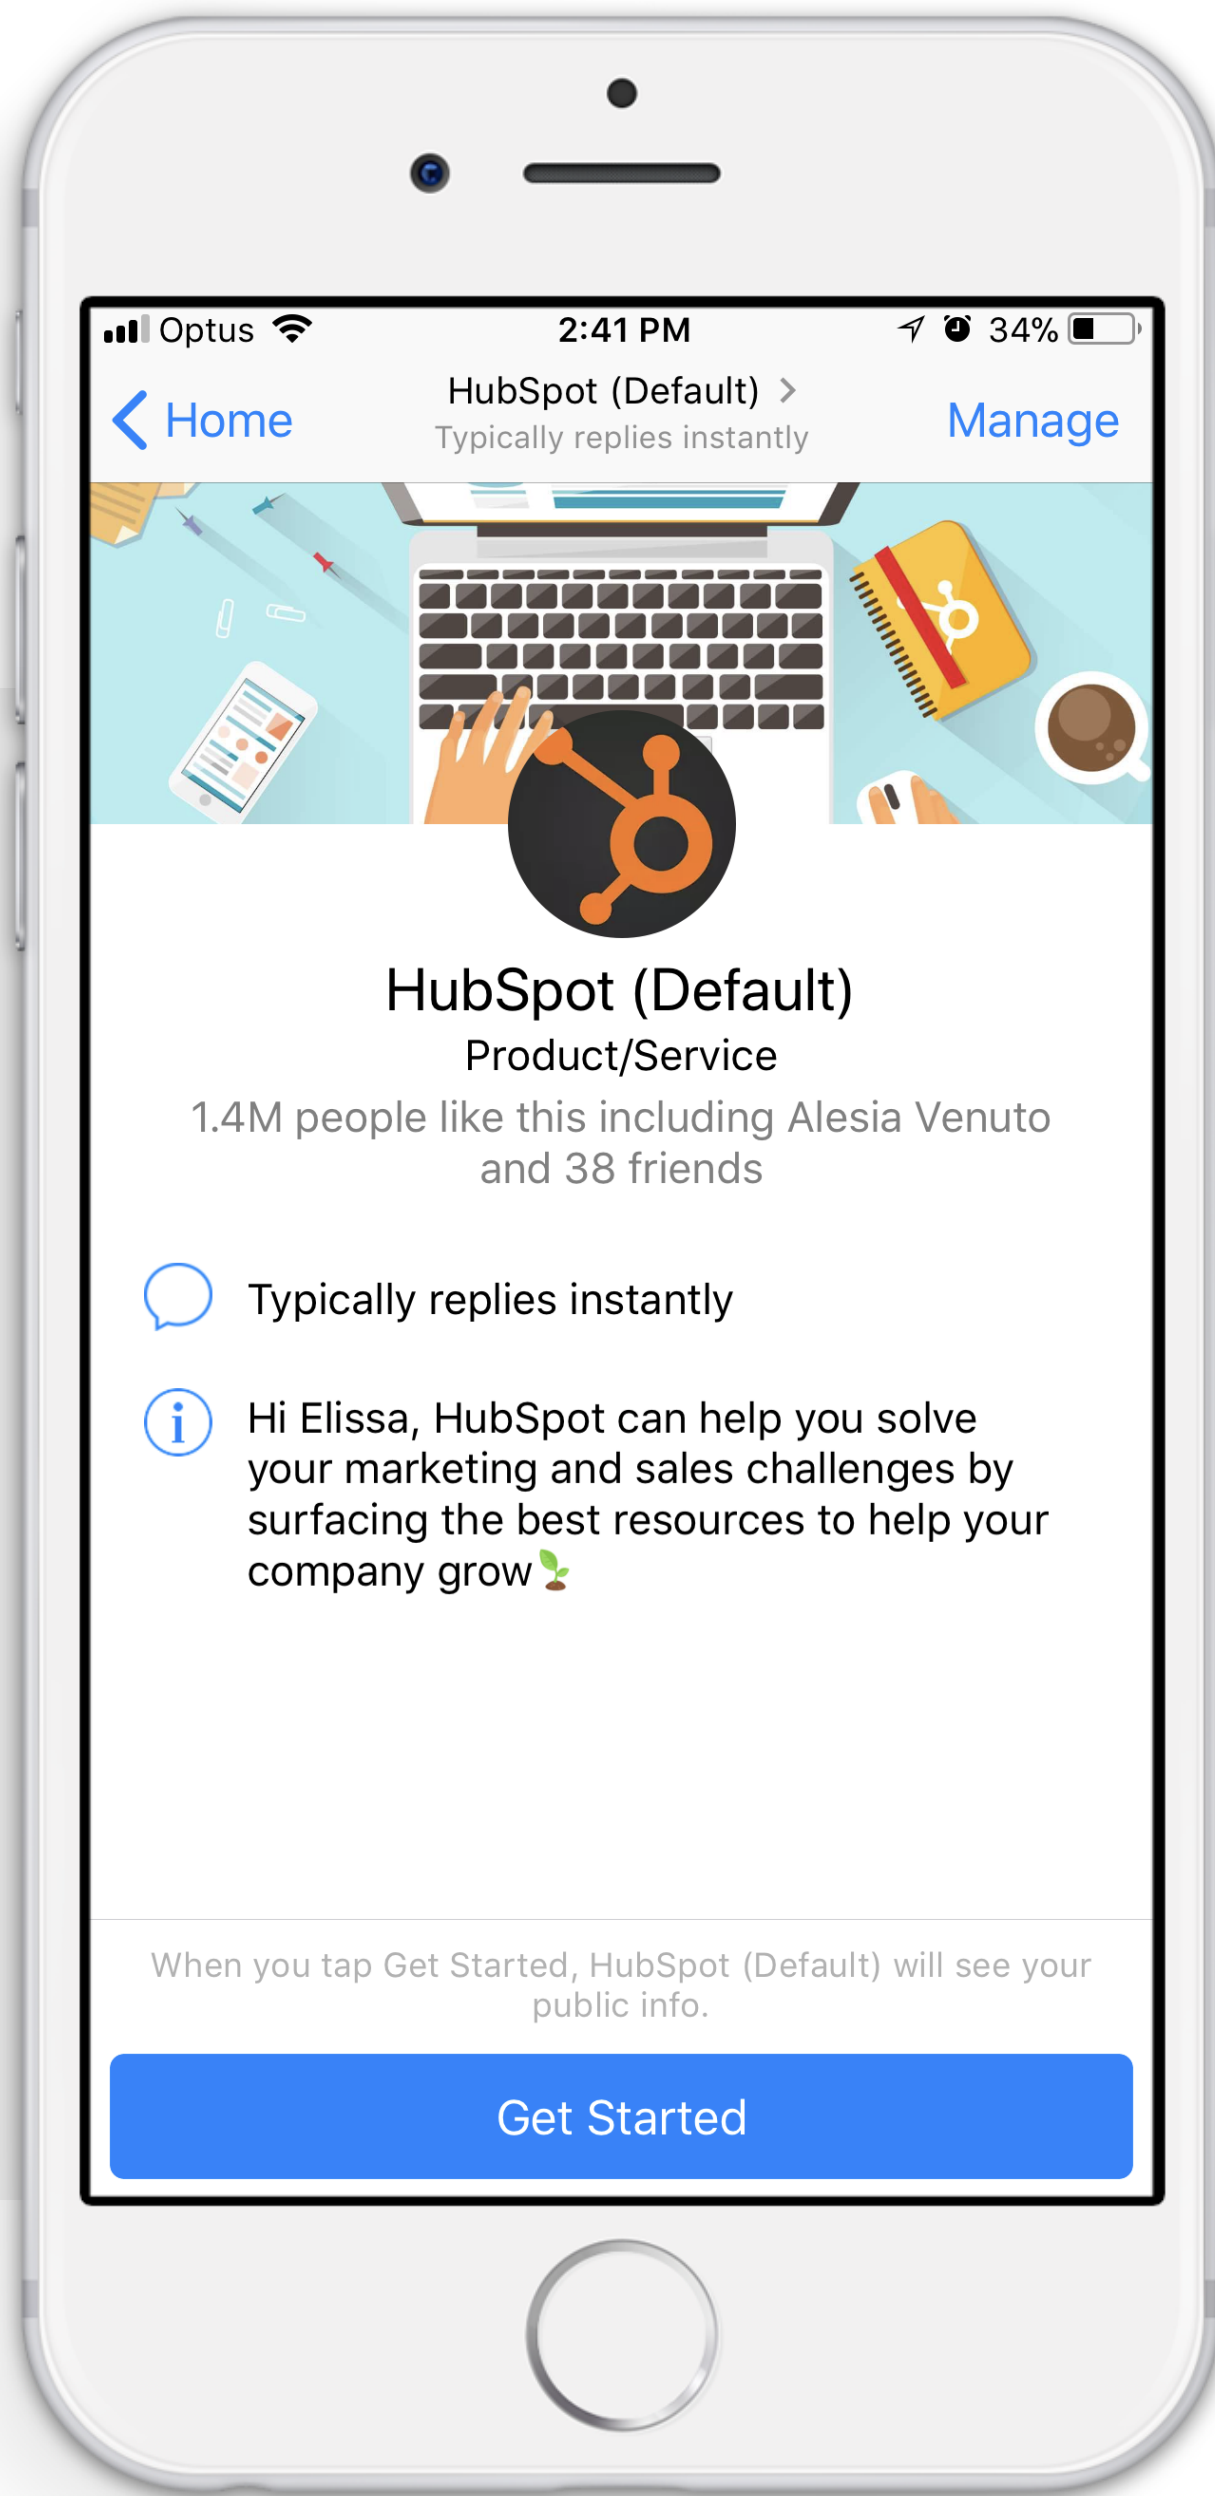 Optus 2:41 PM 34%
Home HubSpot (Default) Manage
Typically replies instantly
HubSpot (Default)
Product/Service
1.4M people like this including Alesia Venuto
and 38 friends
Typically replies instantly
Hi Elissa, HubSpot can help you solve
your marketing and sales challenges by
surfacing the best resources to help your
company grow🌱
When you tap Get Started, HubSpot (Default) will see your
public info.
Get Started